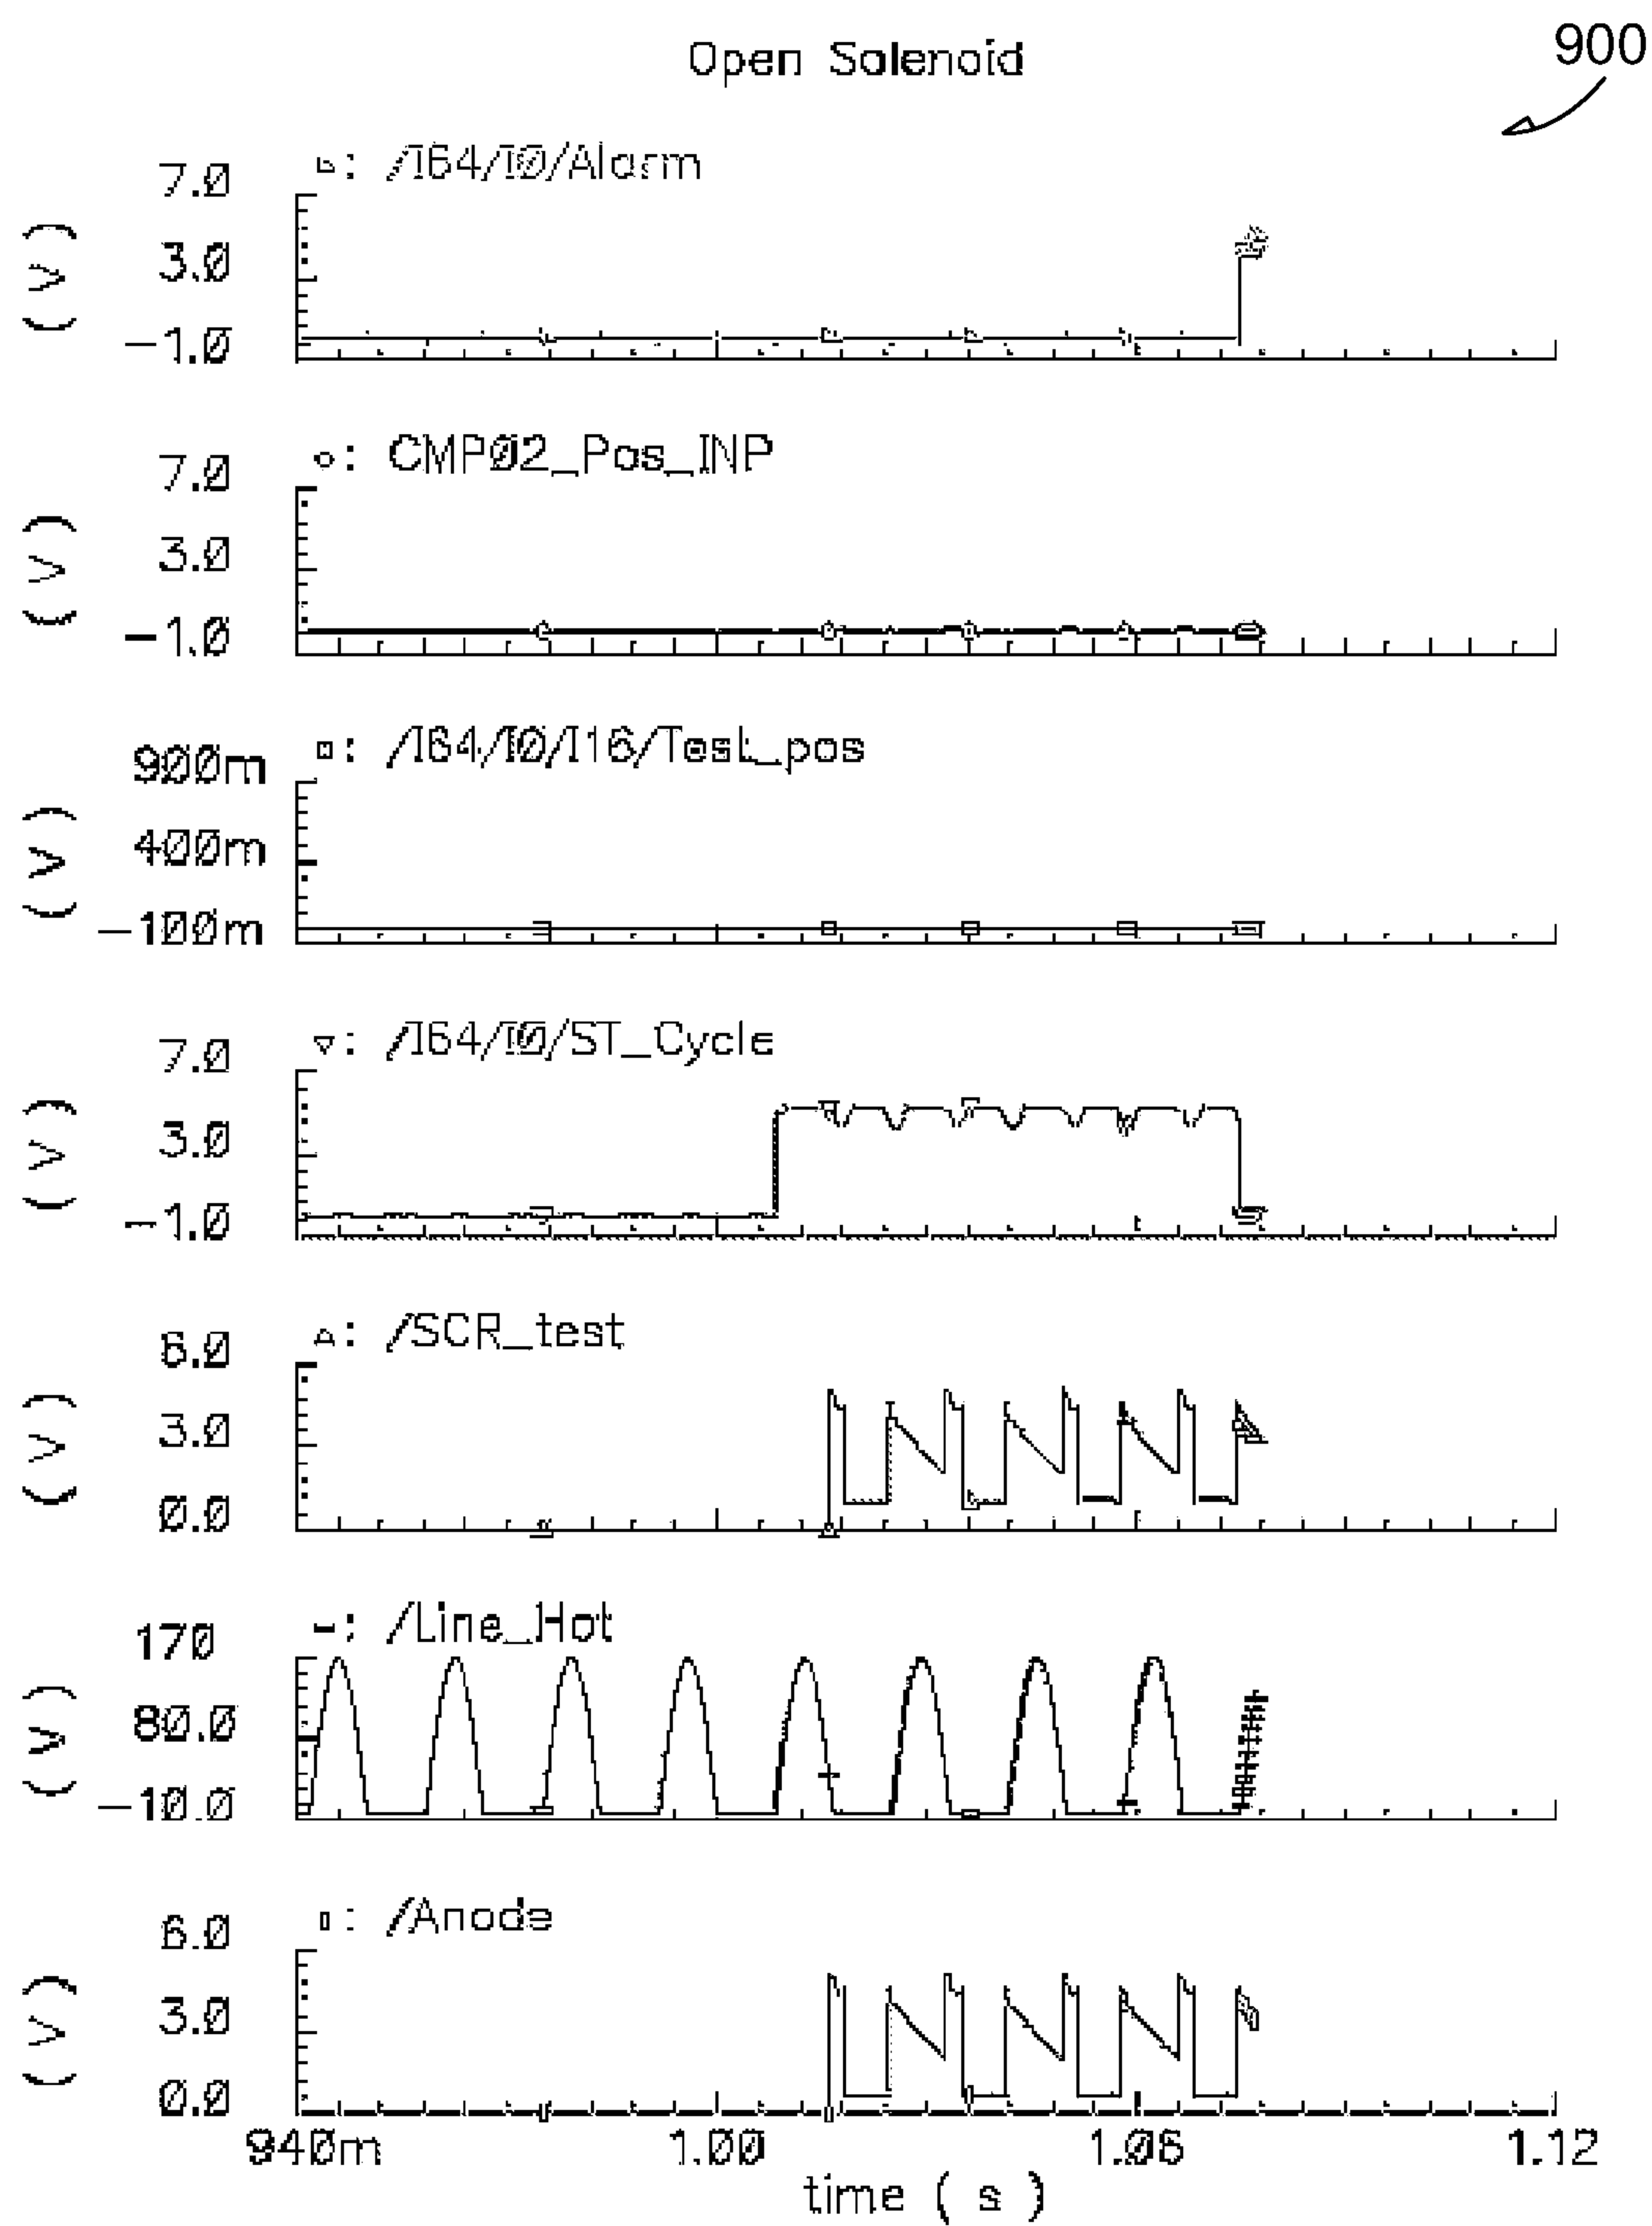 Open Solenoid
900
▹: /I64/I0/Alarm
7.0
3.0
-1.0
(V)
○: CMP02_Pos_INP
7.0
3.0
-1.0
(V)
□: /I64/I0/I16/Test_pos
900m
400m
-100m
(V)
▽: /I64/I0/ST_Cycle
7.0
3.0
-1.0
(V)
△: /SCR_test
6.0
3.0
0.0
(V)
-: /Line_Hot
170
80.0
-10.0
(V)
▯: /Anode
6.0
3.0
0.0
(V)
940m 1.00 1.06 1.12
time ( s )